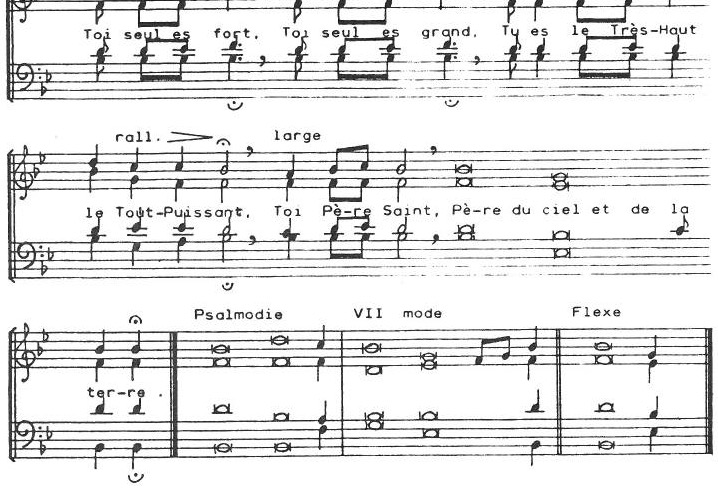 Toi seul es fort, Toi seul es grand, Tu es le Très-Haut
rall. large
le Tout-Puissant, Toi Pè-re Saint, Pè-re du ciel et de la
Psalmodie VII mode Flexe
ter-re .